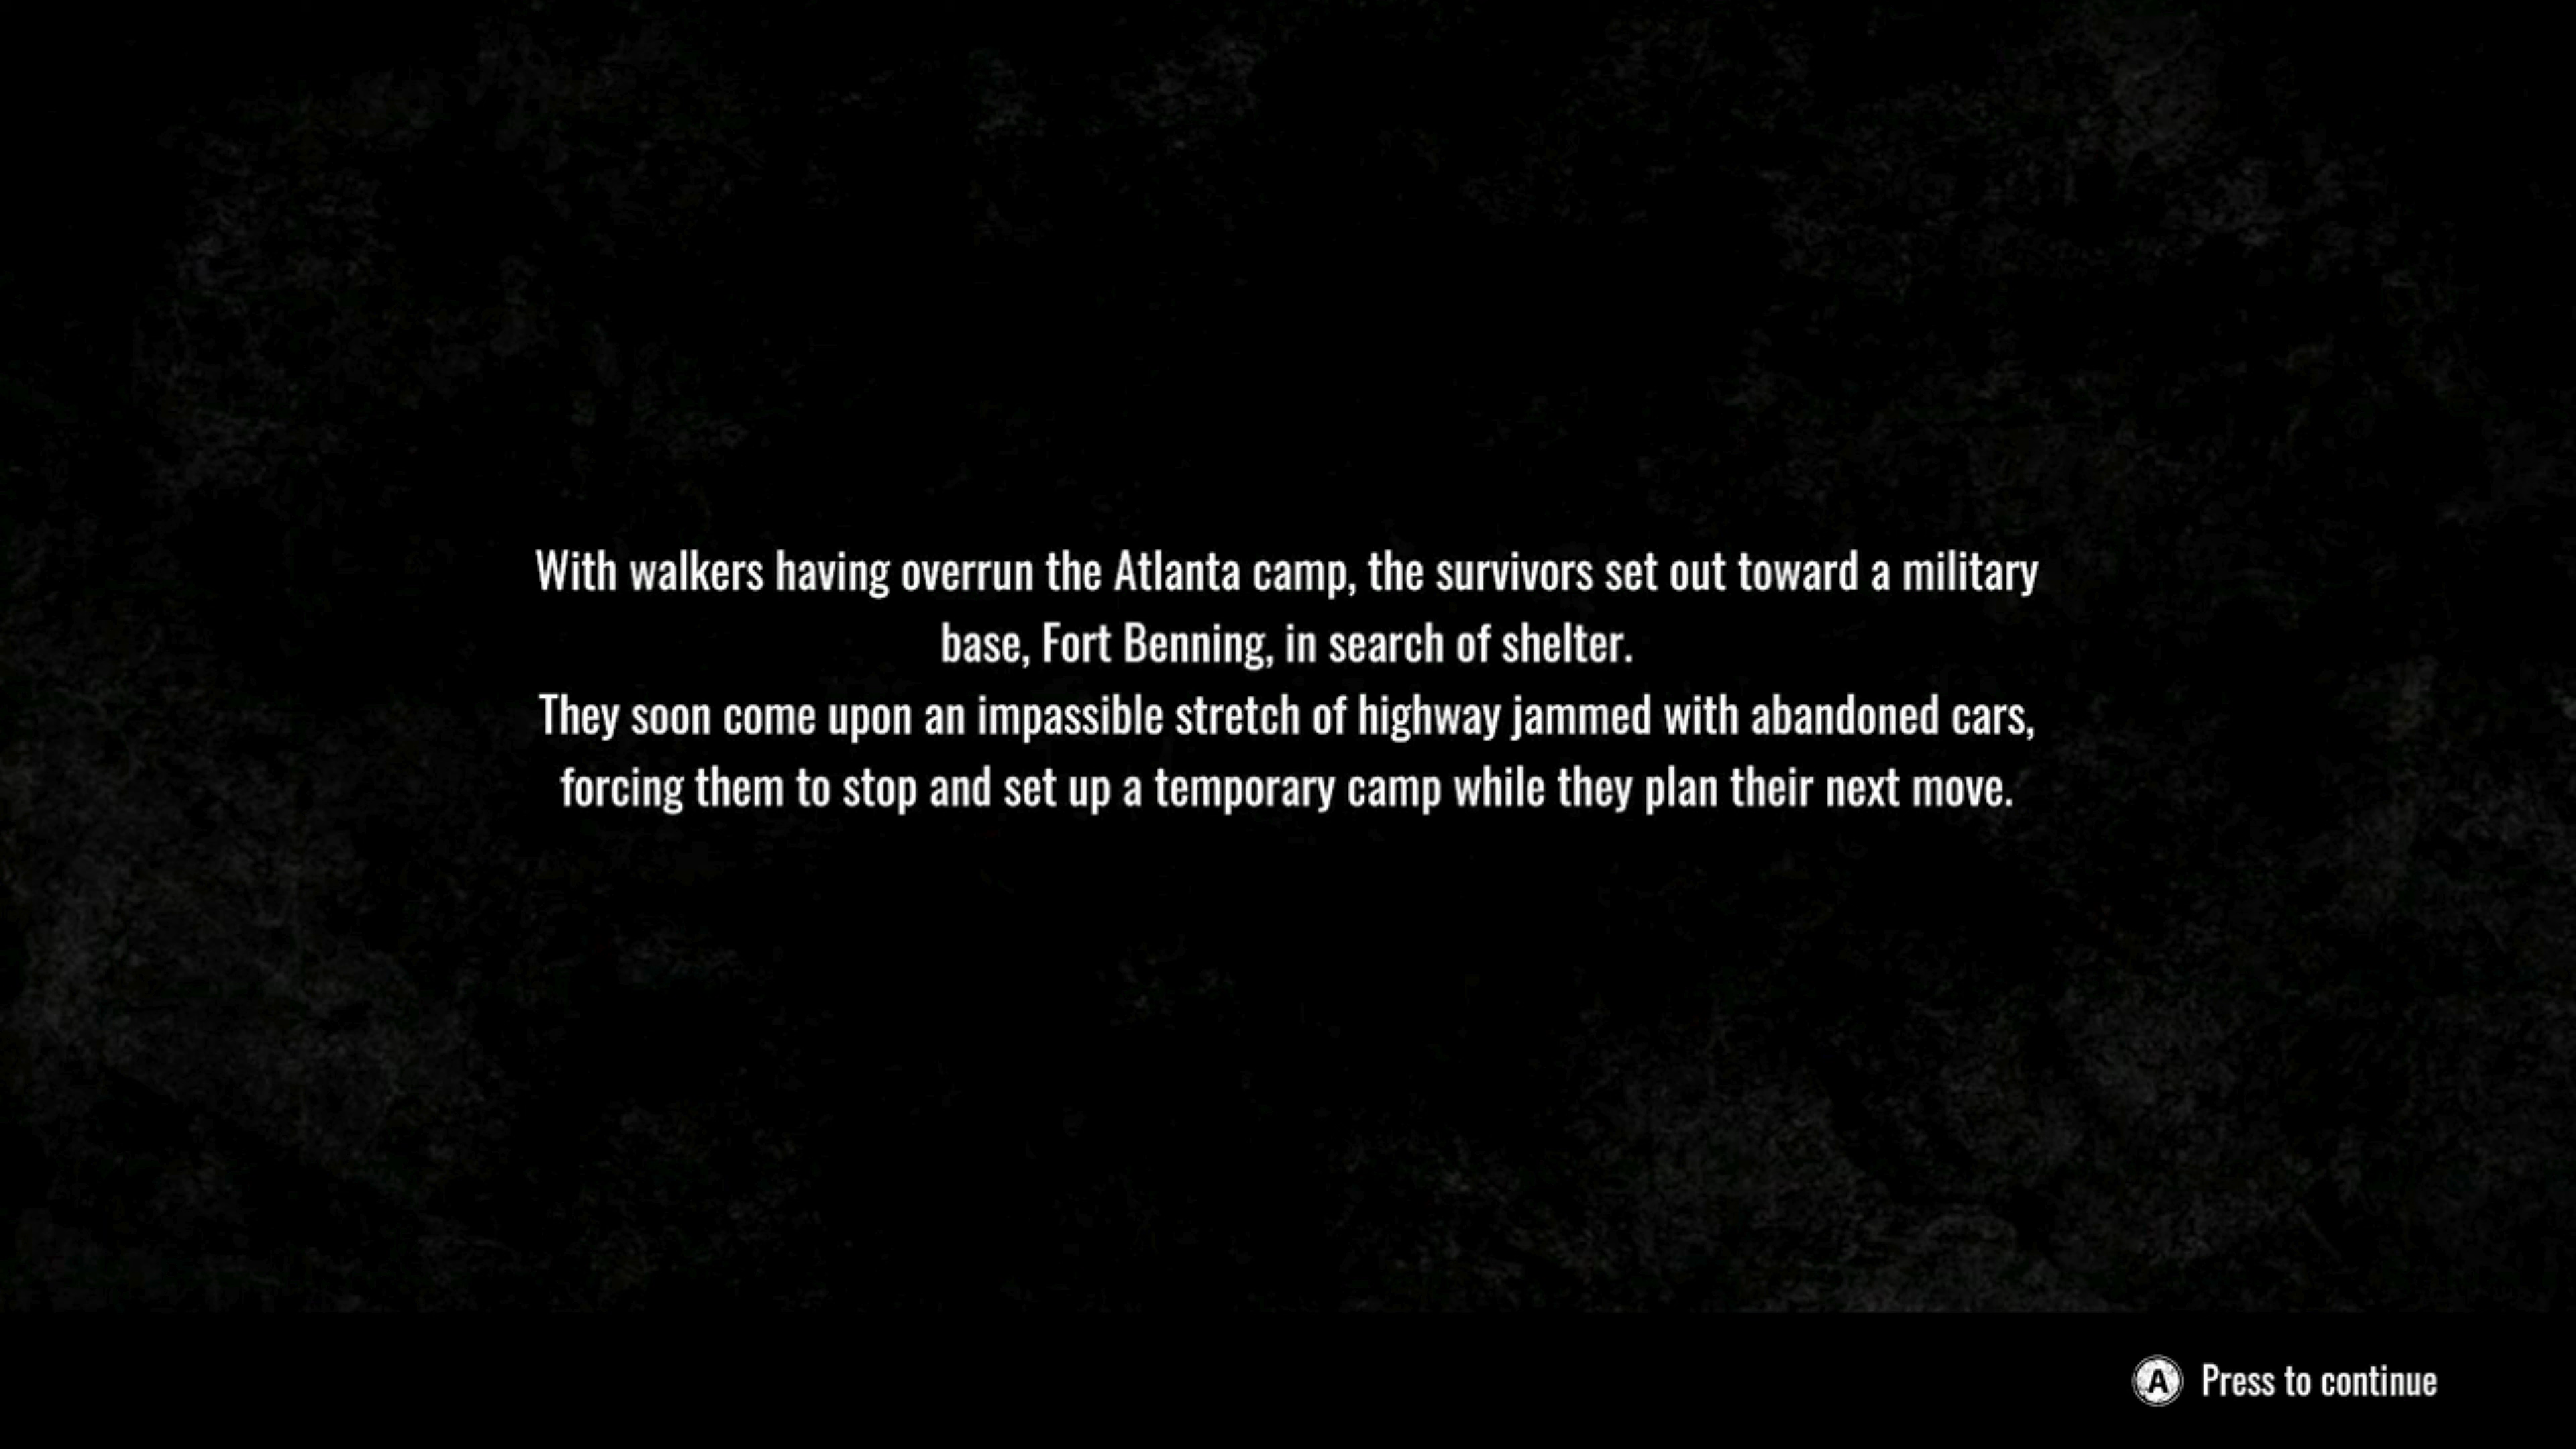 With walkers having overrun the Atlanta camp, the survivors set out toward a military
base, Fort Benning, in search of shelter.
They soon come upon an impassible stretch of highway jammed with abandoned cars,
forcing them to stop and set up a temporary camp while they plan their next move.
A Press to continue